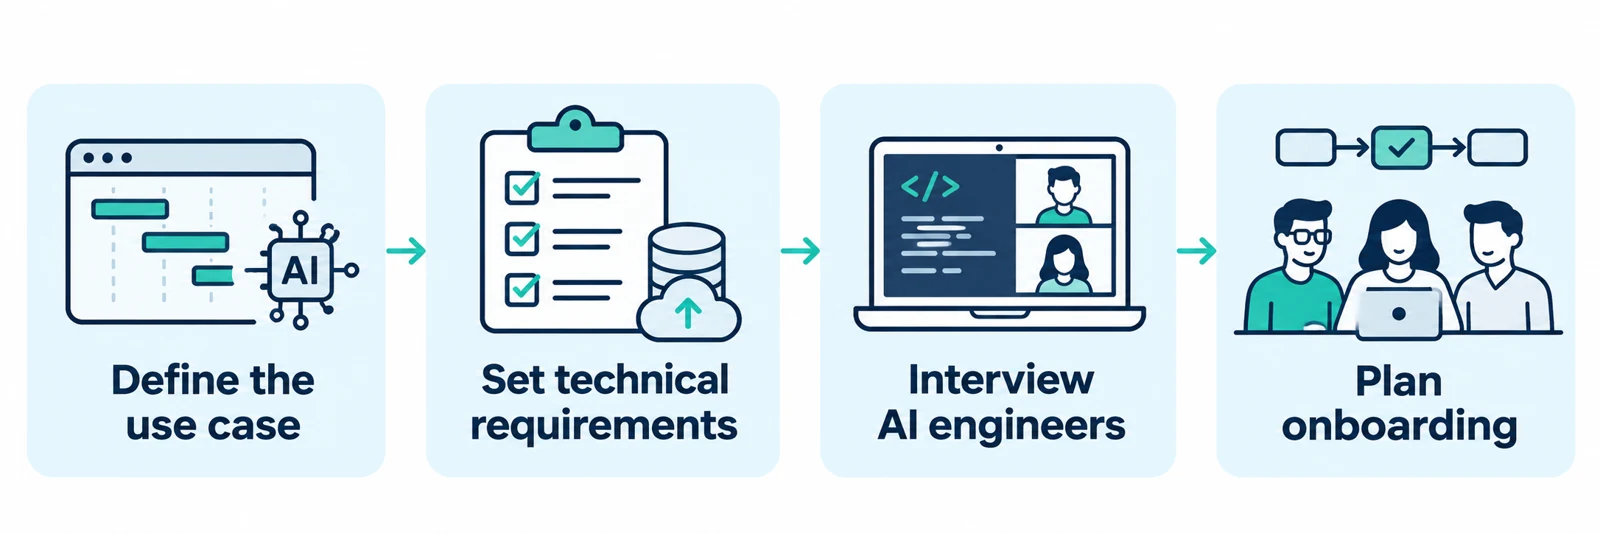 AI
Define the
use case
Set technical
requirements
</>
Interview
AI engineers
Plan
onboarding